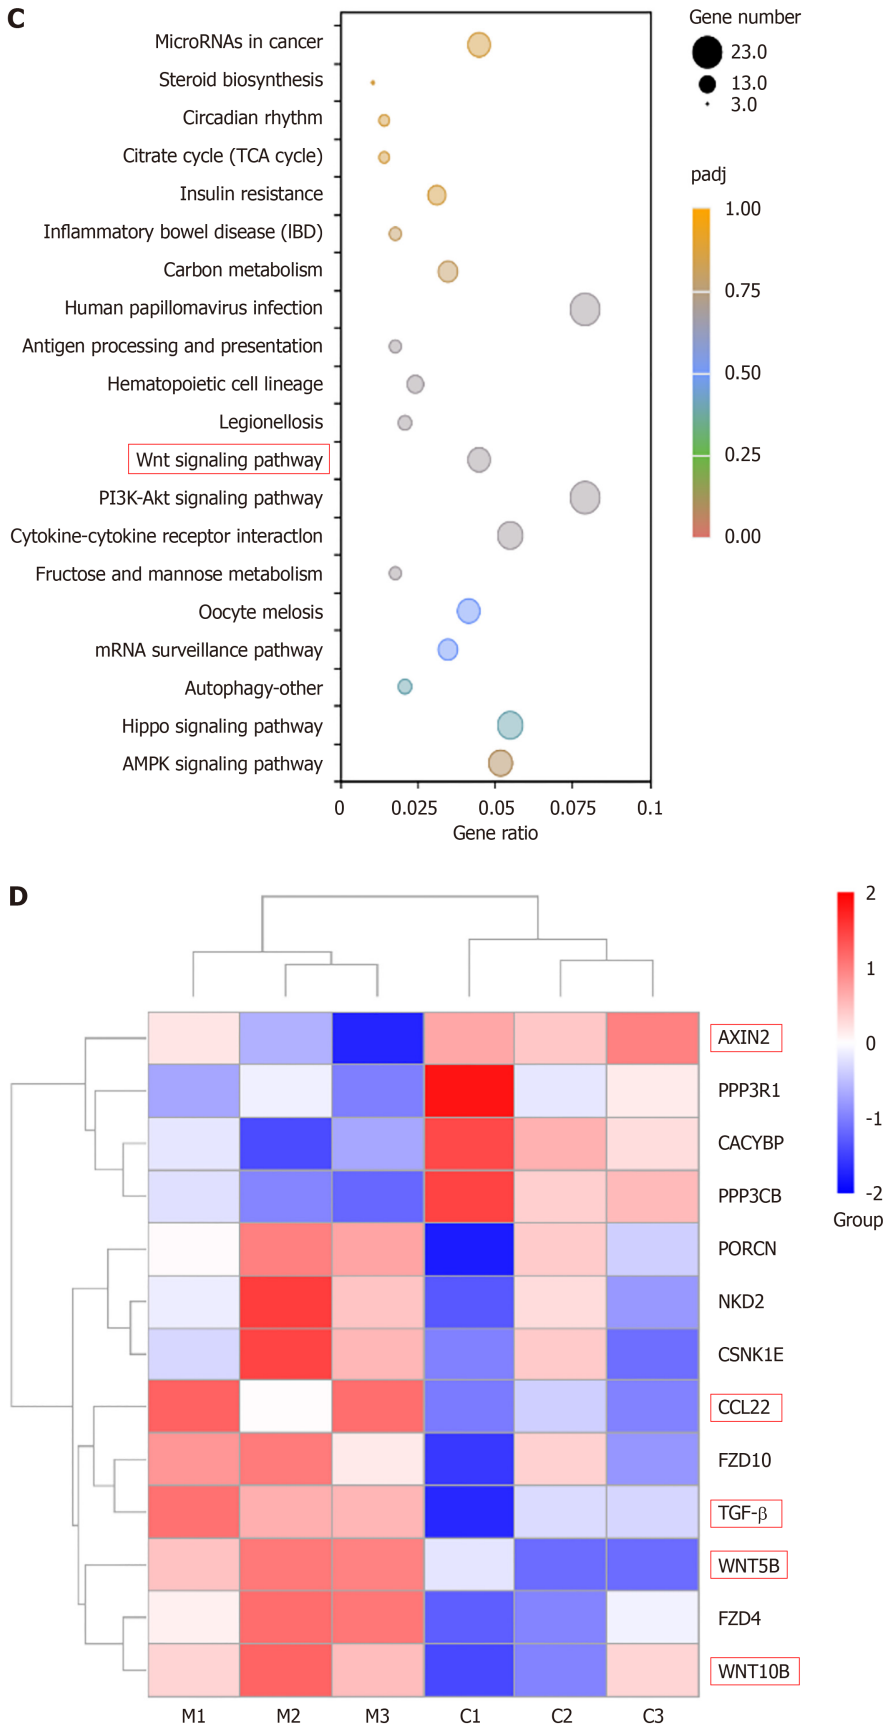 C
Gene number
MicroRNAs in cancer
23.0
Steroid biosynthesis
13.0
3.0
Circadian rhythm
Citrate cycle (TCA cycle)
padj
Insulin resistance
1.00
Inflammatory bowel disease (lBD)
Carbon metabolism
0.75
Human papillomavirus infection
Antigen processing and presentation
0.50
Hematopoietic cell lineage
Legionellosis
0.25
Wnt signaling pathway
PI3K-Akt signaling pathway
0.00
Cytokine-cytokine receptor interactlon
Fructose and mannose metabolism
Oocyte melosis
mRNA surveillance pathway
Autophagy-other
Hippo signaling pathway
AMPK signaling pathway
0 0.025 0.05 0.075 0.1
Gene ratio
D
2
1
0
-1
-2
Group
AXIN2
PPP3R1
CACYBP
PPP3CB
PORCN
NKD2
CSNK1E
CCL22
FZD10
TGF-β
WNT5B
FZD4
WNT10B
M1 M2 M3 C1 C2 C3